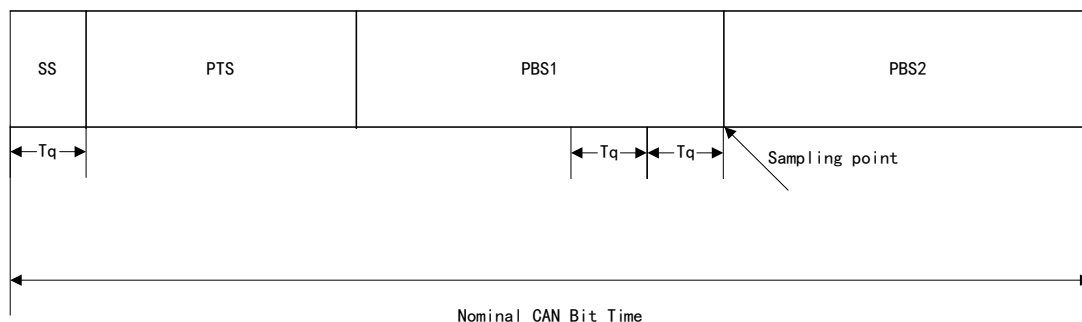 SS PTS PBS1 PBS2
Tq Tq Tq
Sampling point
Nominal CAN Bit Time